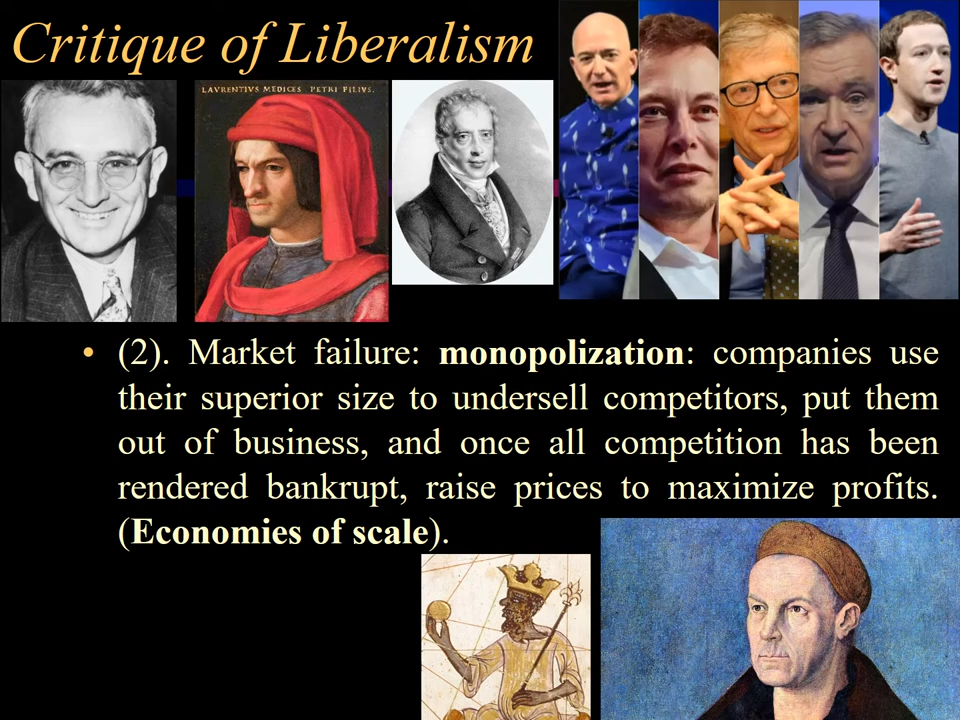 Critique of Liberalism
LAVRENTIVS MEDICES PETRI FILIVS.
• (2). Market failure: monopolization: companies use
their superior size to undersell competitors, put them
out of business, and once all competition has been
rendered bankrupt, raise prices to maximize profits.
(Economies of scale).